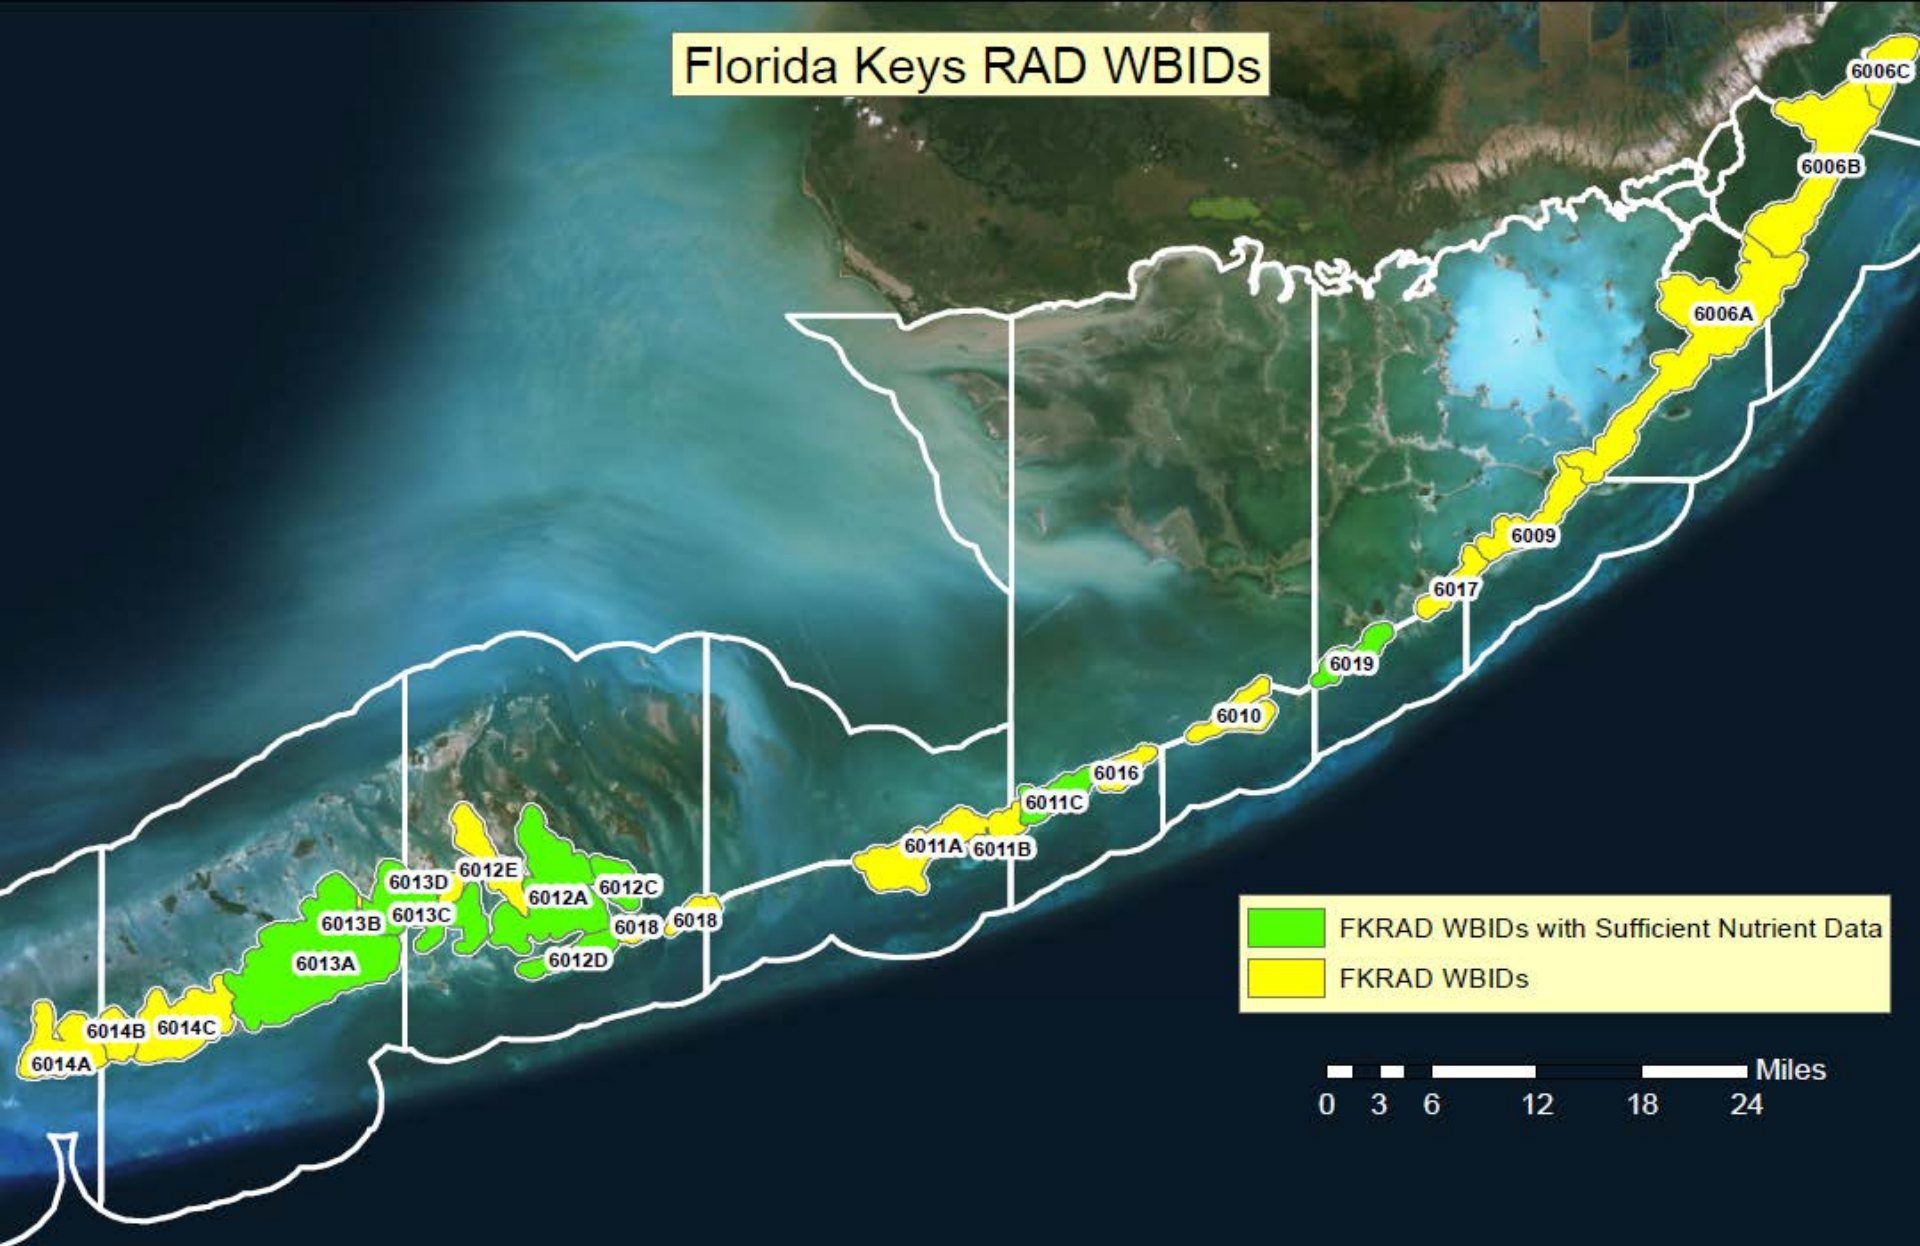 Florida Keys RAD WBIDs
6006C
6006B
6006A
6009
6017
6019
6010
6016
6011C
6011A
6011B
6012E
6013D
6012C
6012A
6013C
6013B
6018
6018
6012D
6013A
6014C
6014B
6014A
FKRAD WBIDs with Sufficient Nutrient Data
FKRAD WBIDs
Miles
0 3 6 12 18 24